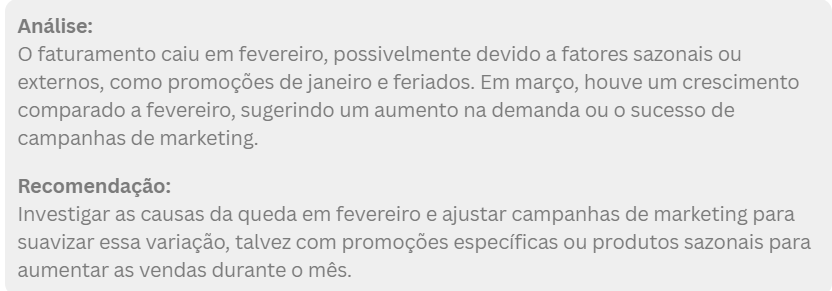 Análise:
O faturamento caiu em fevereiro, possivelmente devido a fatores sazonais ou
externos, como promoções de janeiro e feriados. Em março, houve um crescimento
comparado a fevereiro, sugerindo um aumento na demanda ou o sucesso de
campanhas de marketing.
Recomendação:
Investigar as causas da queda em fevereiro e ajustar campanhas de marketing para
suavizar essa variação, talvez com promoções específicas ou produtos sazonais para
aumentar as vendas durante o mês.